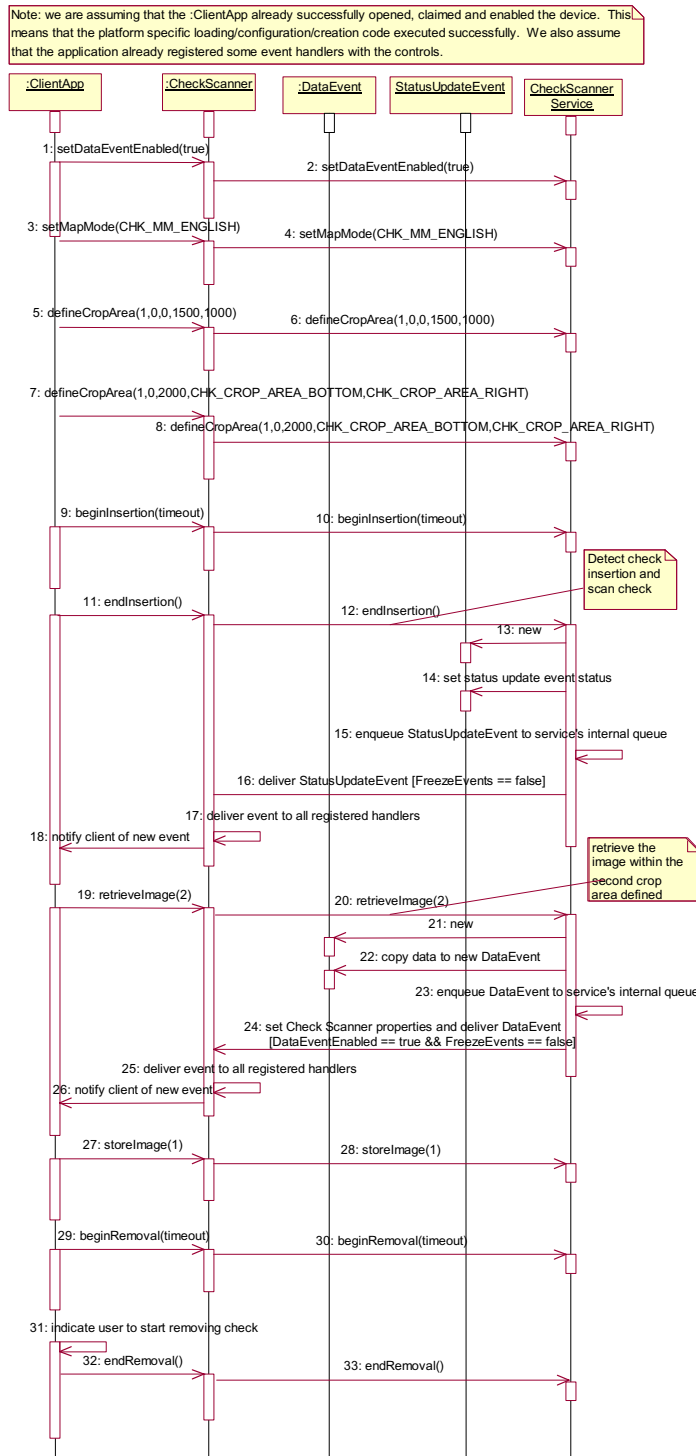 Note: we are assuming that the :ClientApp already successfully opened, claimed and enabled the device. This
means that the platform specific loading/configuration/creation code executed successfully. We also assume
that the application already registered some event handlers with the controls.
:ClientApp
:CheckScanner
:DataEvent
StatusUpdateEvent
CheckScanner
Service
1: setDataEventEnabled(true)
2: setDataEventEnabled(true)
3: setMapMode(CHK_MM_ENGLISH)
4: setMapMode(CHK_MM_ENGLISH)
5: defineCropArea(1,0,0,1500,1000)
6: defineCropArea(1,0,0,1500,1000)
7: defineCropArea(1,0,2000,CHK_CROP_AREA_BOTTOM,CHK_CROP_AREA_RIGHT)
8: defineCropArea(1,0,2000,CHK_CROP_AREA_BOTTOM,CHK_CROP_AREA_RIGHT)
9: beginInsertion(timeout)
10: beginInsertion(timeout)
Detect check
insertion and
scan check
11: endInsertion()
12: endInsertion()
13: new
14: set status update event status
15: enqueue StatusUpdateEvent to service's internal queue
16: deliver StatusUpdateEvent [FreezeEvents == false]
17: deliver event to all registered handlers
18: notify client of new event
retrieve the
image within the
second crop
area defined
19: retrieveImage(2)
20: retrieveImage(2)
21: new
22: copy data to new DataEvent
23: enqueue DataEvent to service's internal queue
24: set Check Scanner properties and deliver DataEvent
[DataEventEnabled == true && FreezeEvents == false]
25: deliver event to all registered handlers
26: notify client of new event
27: storeImage(1)
28: storeImage(1)
29: beginRemoval(timeout)
30: beginRemoval(timeout)
31: indicate user to start removing check
32: endRemoval()
33: endRemoval()